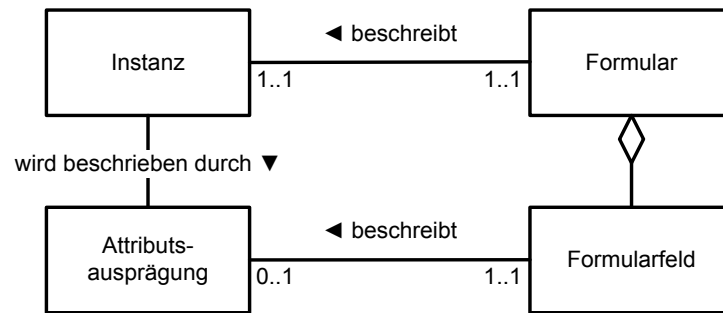 ◄ beschreibt
Instanz
Formular
1..1
1..1
wird beschrieben durch ▼
◄ beschreibt
Attributs-
ausprägung
Formularfeld
0..1
1..1